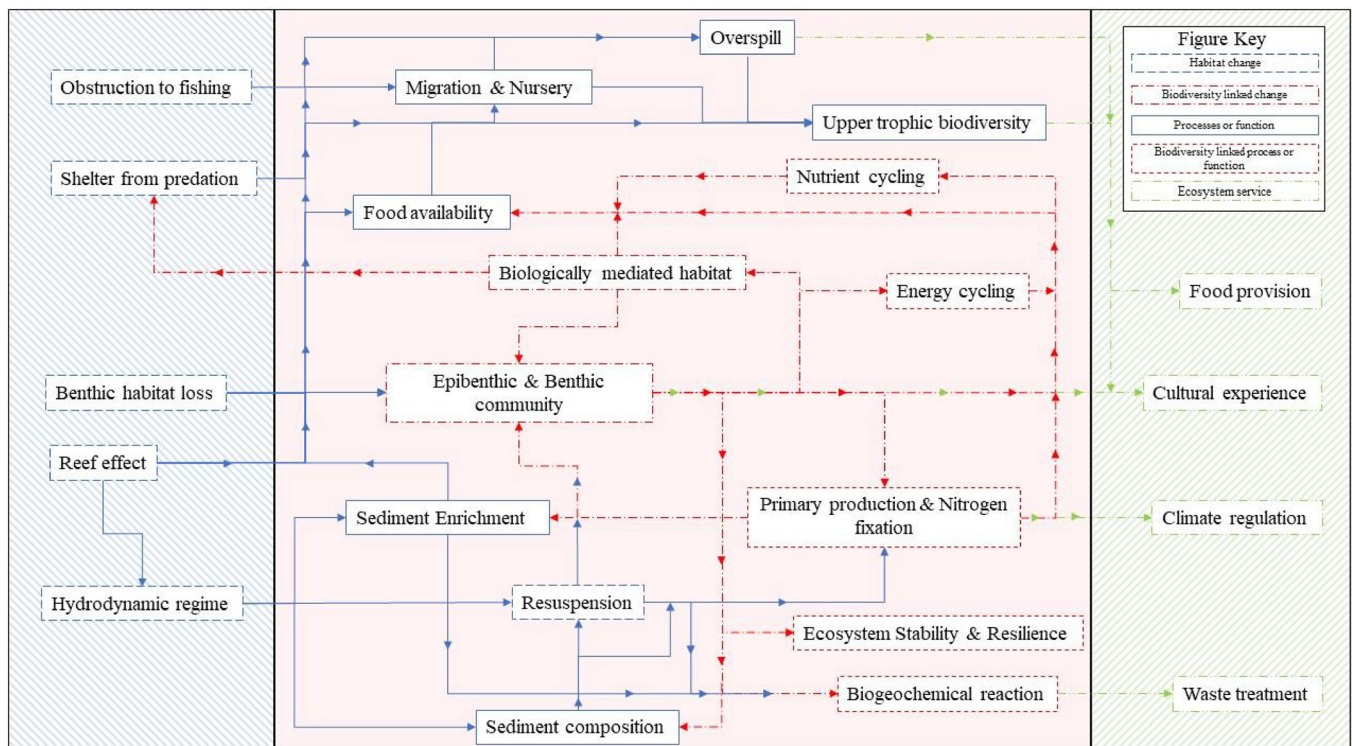 Overspill
Figure Key
Habitat change
Obstruction to fishing
Migration & Nursery
Biodiversity linked change
Upper trophic biodiversity
Processes or function
Biodiversity linked process or
function
Shelter from predation
Nutrient cycling
Ecosystem service
Food availability
Biologically mediated habitat
Energy cycling
Food provision
Benthic habitat loss
Epibenthic & Benthic
community
Cultural experience
Reef effect
Sediment Enrichment
Primary production & Nitrogen
fixation
Climate regulation
Hydrodynamic regime
Resuspension
Ecosystem Stability & Resilience
Biogeochemical reaction
Waste treatment
Sediment composition